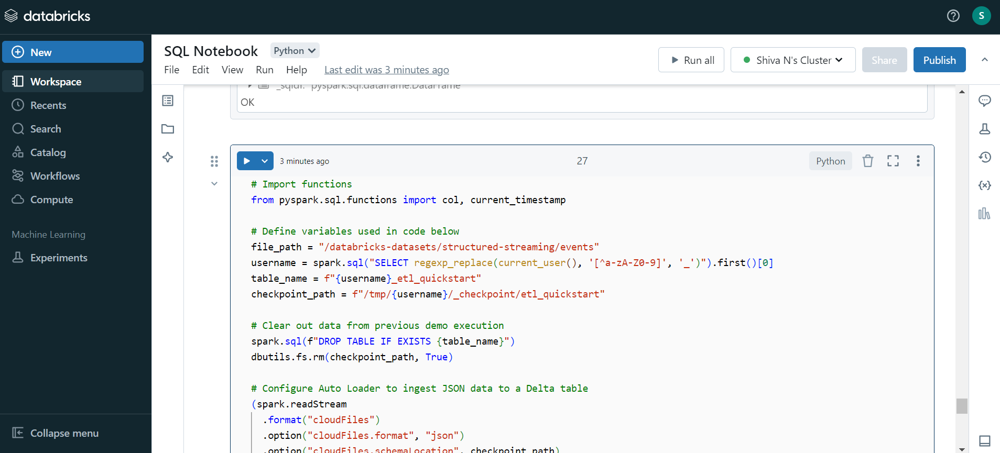 databricks
S
New
Workspace
Recents
Search
Catalog
Workflows
Compute
Machine Learning
Experiments
Collapse menu
SQL Notebook Python
File Edit View Run Help Last edit was 3 minutes ago
Run all Shiva N's Cluster Share Publish
_sqldf: pyspark.sql.dataframe.DataFrame
OK
3 minutes ago 27 Python
# Import functions
from pyspark.sql.functions import col, current_timestamp
# Define variables used in code below
file_path = "/databricks-datasets/structured-streaming/events"
username = spark.sql("SELECT regexp_replace(current_user(), '[^a-zA-Z0-9]', '_')").first()[0]
table_name = f"{username}_etl_quickstart"
checkpoint_path = f"/tmp/{username}/_checkpoint/etl_quickstart"
# Clear out data from previous demo execution
spark.sql(f"DROP TABLE IF EXISTS {table_name}")
dbutils.fs.rm(checkpoint_path, True)
# Configure Auto Loader to ingest JSON data to a Delta table
(spark.readStream
.format("cloudFiles")
.option("cloudFiles.format", "json")
.option("cloudFiles.schemaLocation", checkpoint_path)